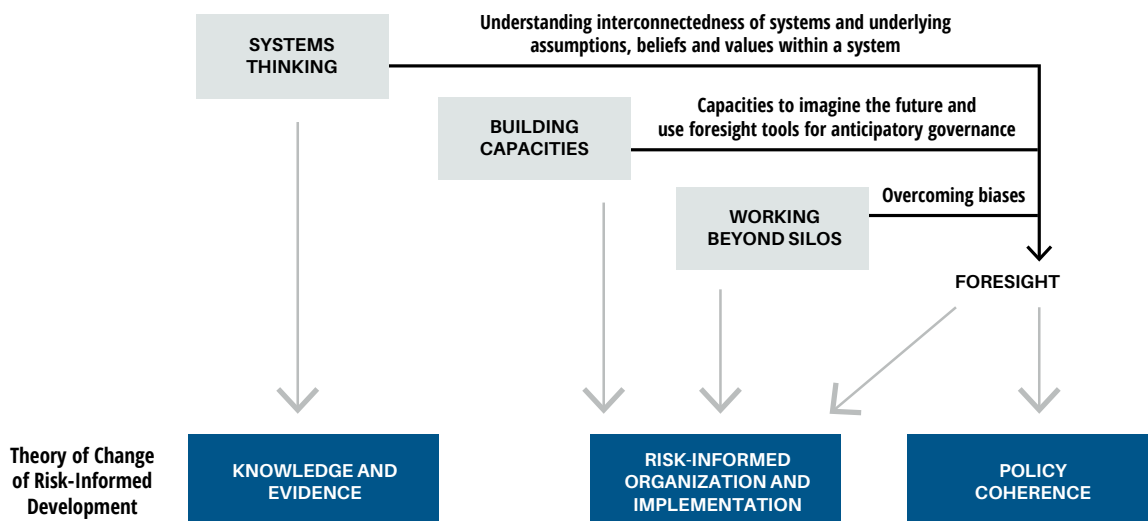 Understanding interconnectedness of systems and underlying
assumptions, beliefs and values within a system
SYSTEMS
THINKING
Capacities to imagine the future and
use foresight tools for anticipatory governance
BUILDING
CAPACITIES
Overcoming biases
WORKING
BEYOND SILOS
FORESIGHT
Theory of Change
of Risk-Informed
Development
KNOWLEDGE AND
EVIDENCE
RISK-INFORMED
ORGANIZATION AND
IMPLEMENTATION
POLICY
COHERENCE